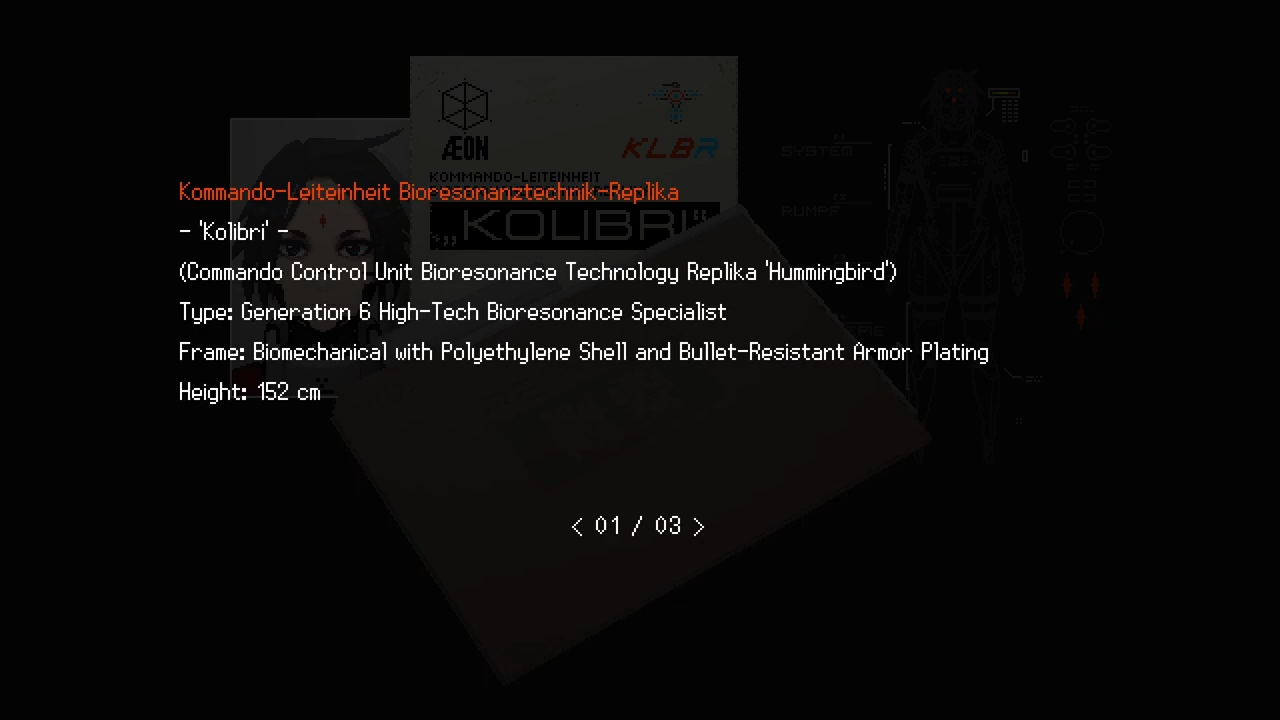 ÆON
KLBR
KOMMANDO-LEITEINHEIT
„KOLIBRI“
SYSTEM
RUMPF
Kommando-Leiteinheit Bioresonanztechnik-Replika
- 'Kolibri' -
(Commando Control Unit Bioresonance Technology Replika 'Hummingbird')
Type: Generation 6 High-Tech Bioresonance Specialist
Frame: Biomechanical with Polyethylene Shell and Bullet-Resistant Armor Plating
Height: 152 cm
< 01 / 03 >